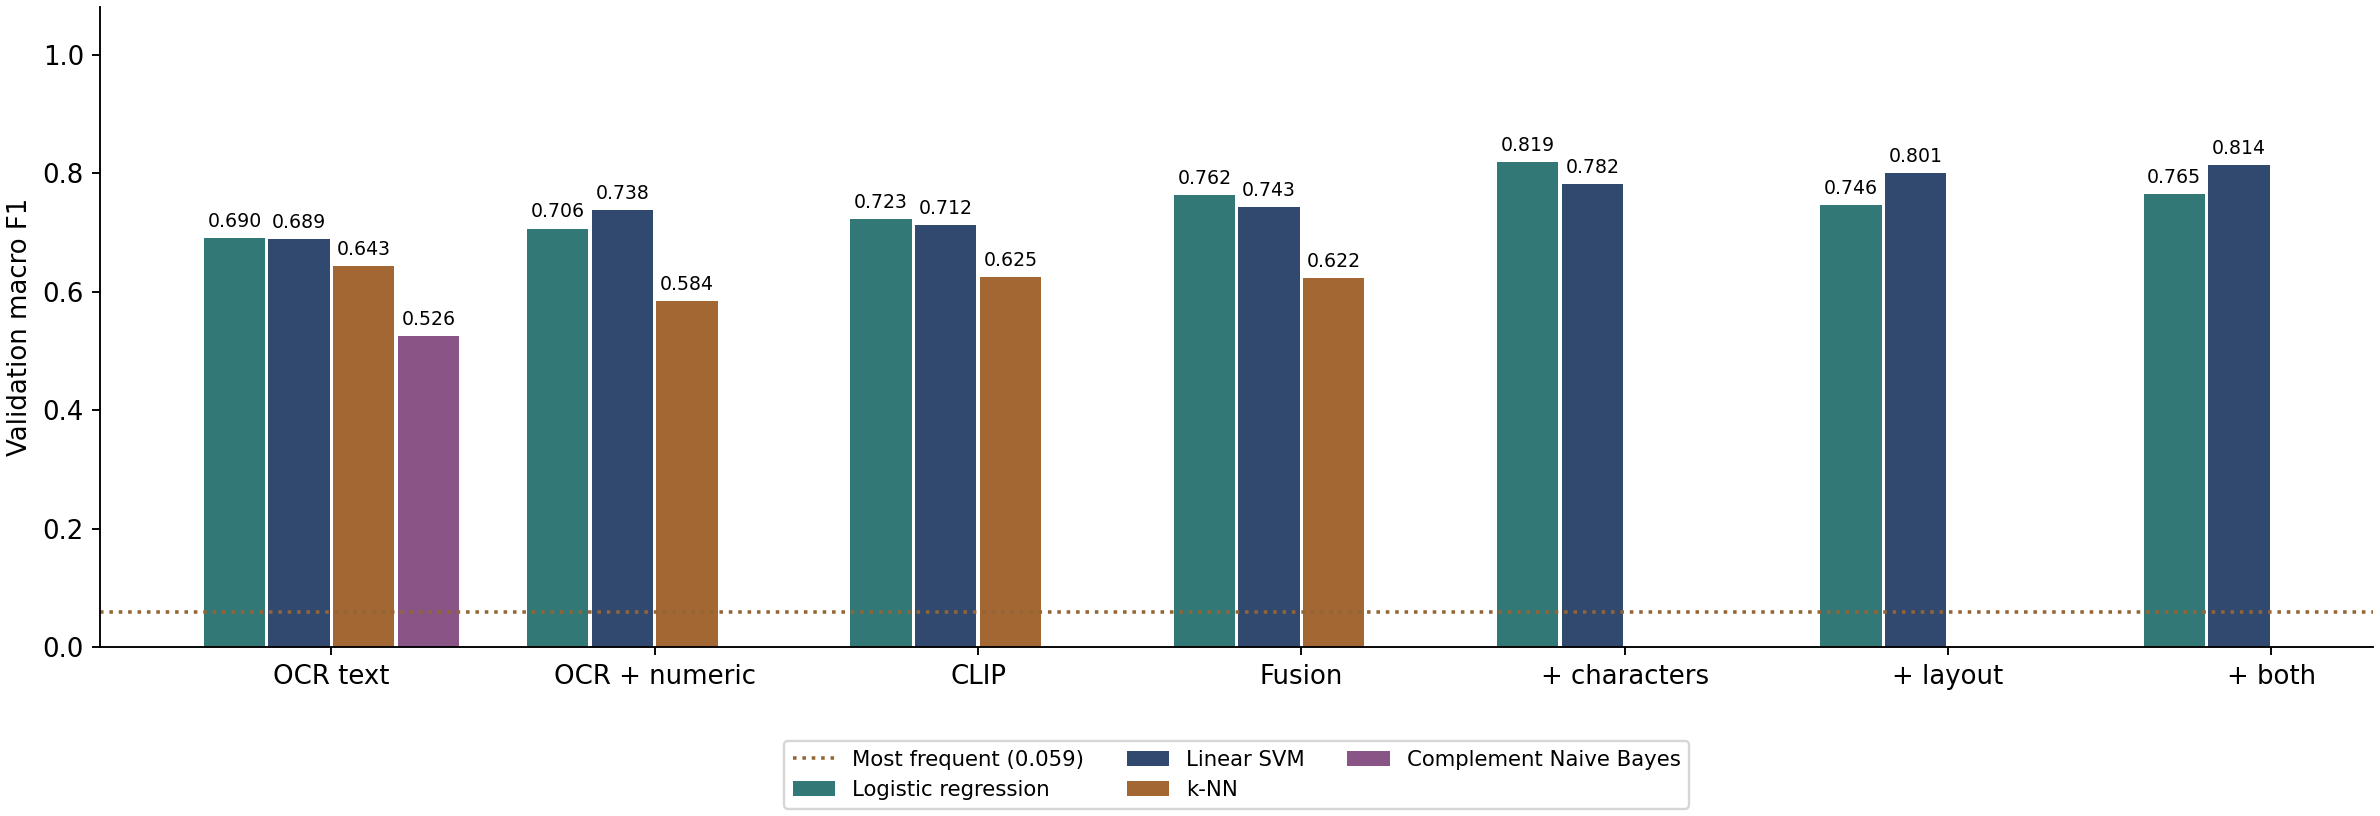 Validation macro F1
1.0
0.8
0.6
0.4
0.2
0.0
0.690 0.689 0.643 0.526
0.706 0.738 0.584
0.723 0.712 0.625
0.762 0.743 0.622
0.819 0.782
0.746 0.801
0.765 0.814
OCR text OCR + numeric CLIP Fusion + characters + layout + both
Most frequent (0.059) Linear SVM Complement Naive Bayes
Logistic regression k-NN